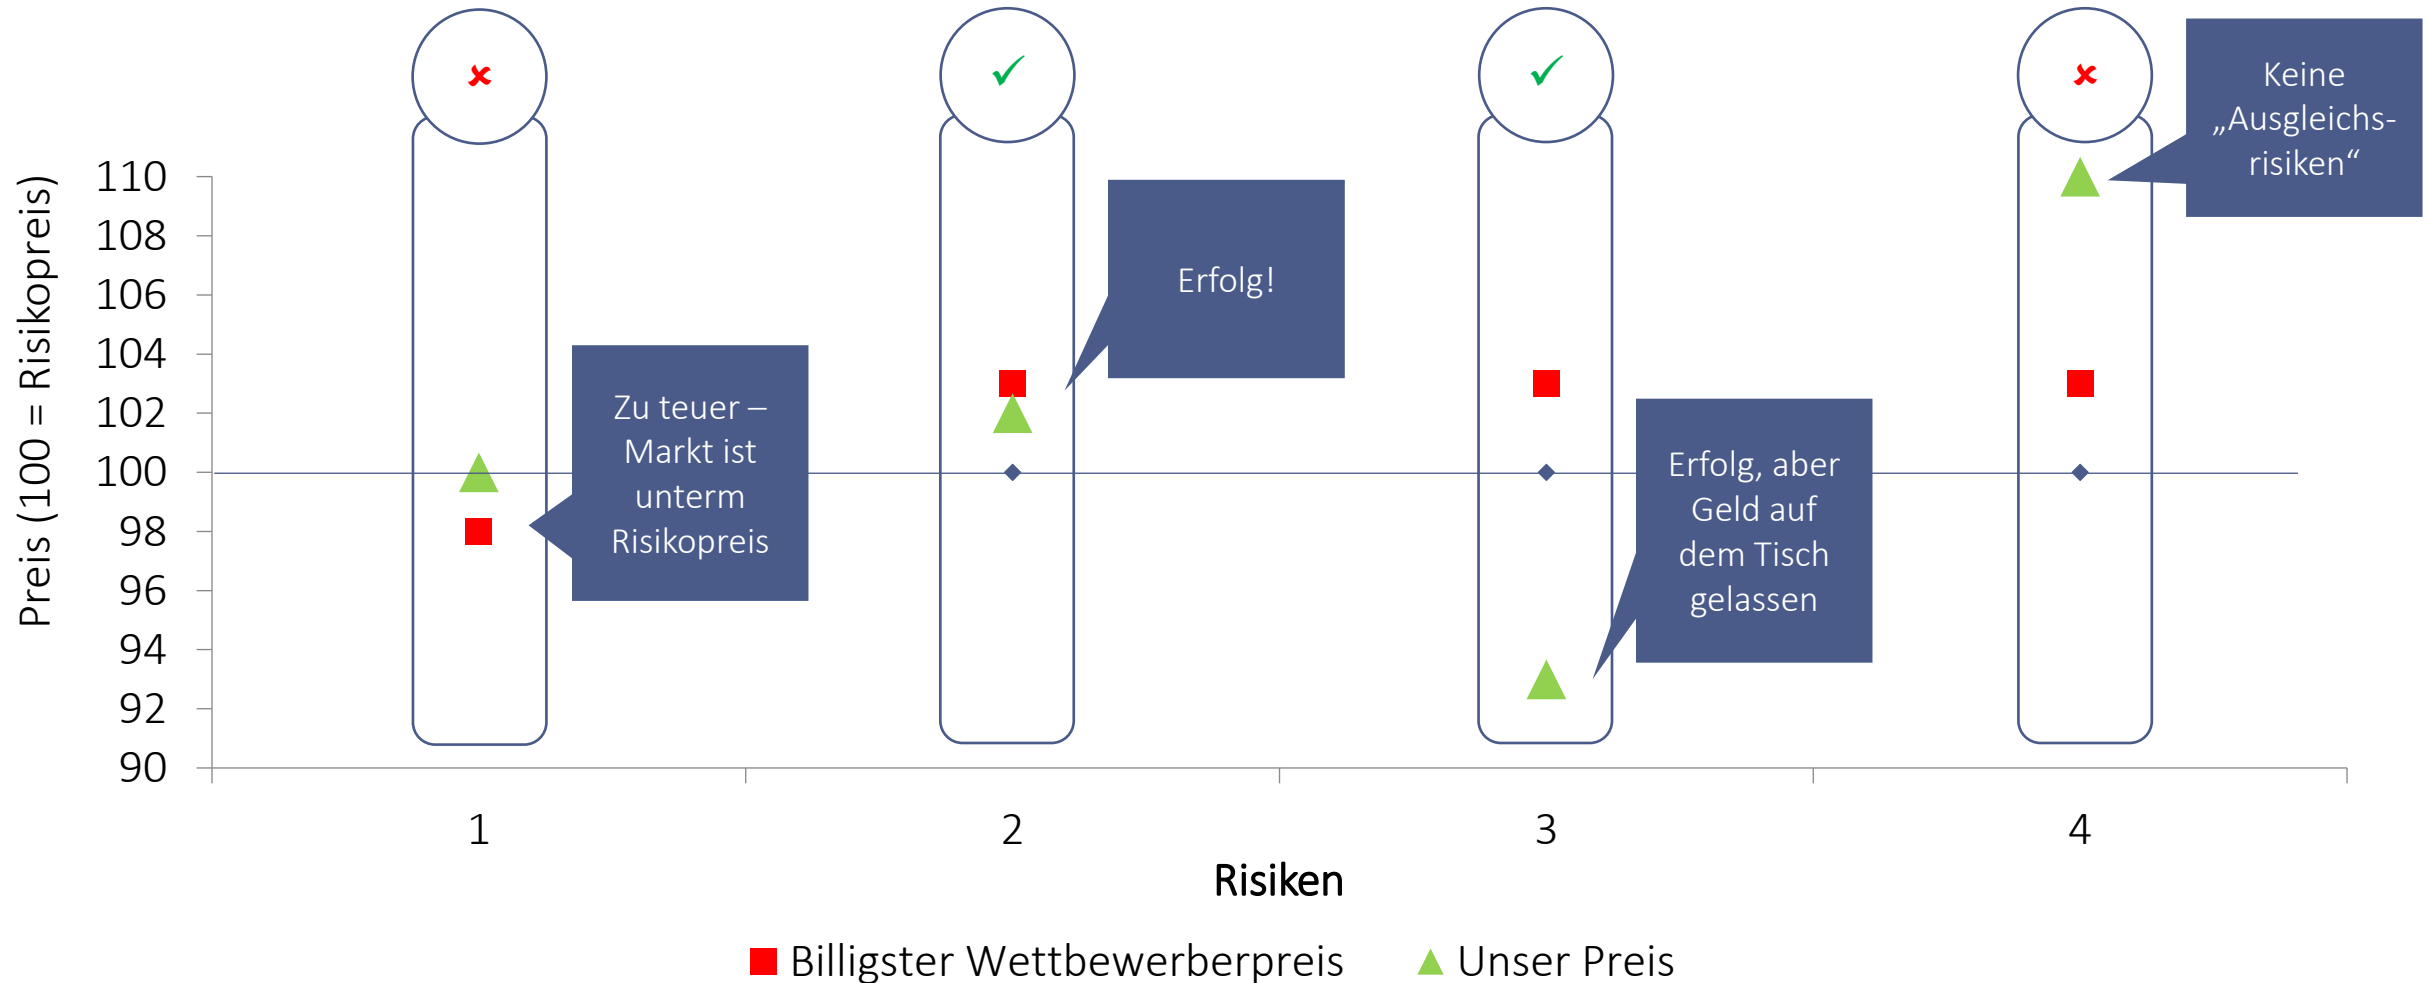 ✘
✓
✓
✘
Keine
„Ausgleichs-
risiken“
Erfolg!
Zu teuer –
Markt ist
unterm
Risikopreis
Erfolg, aber
Geld auf
dem Tisch
gelassen
Preis (100 = Risikopreis)
110
108
106
104
102
100
98
96
94
92
90
1
2
3
4
Risiken
Billigster Wettbewerberpreis
Unser Preis